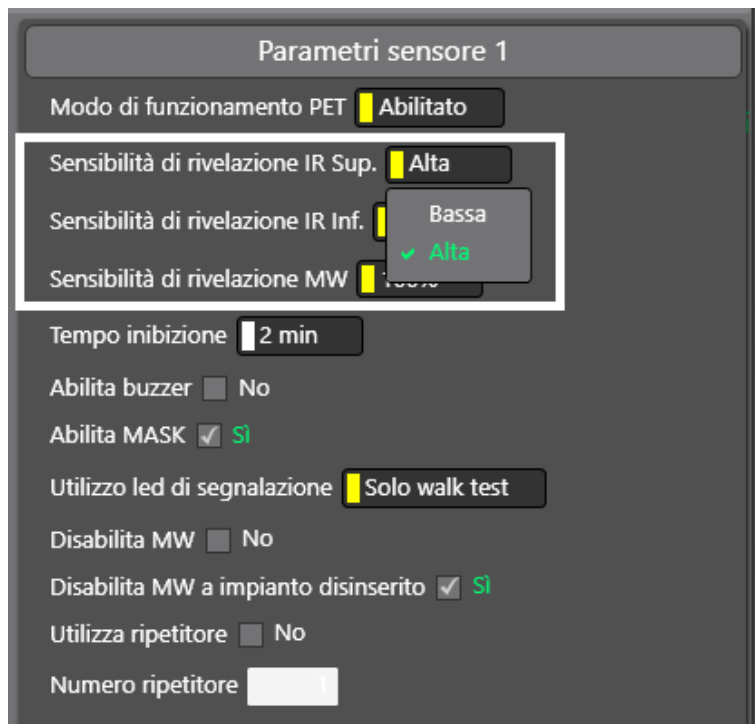 Parametri sensore 1
Modo di funzionamento PET Abilitato
Sensibilità di rivelazione IR Sup. Alta
Sensibilità di rivelazione IR Inf.
Bassa
✓ Alta
Sensibilità di rivelazione MW
Tempo inibizione 2 min
Abilita buzzer No
Abilita MASK ✓ Sì
Utilizzo led di segnalazione Solo walk test
Disabilita MW No
Disabilita MW a impianto disinserito ✓ Sì
Utilizza ripetitore No
Numero ripetitore 1